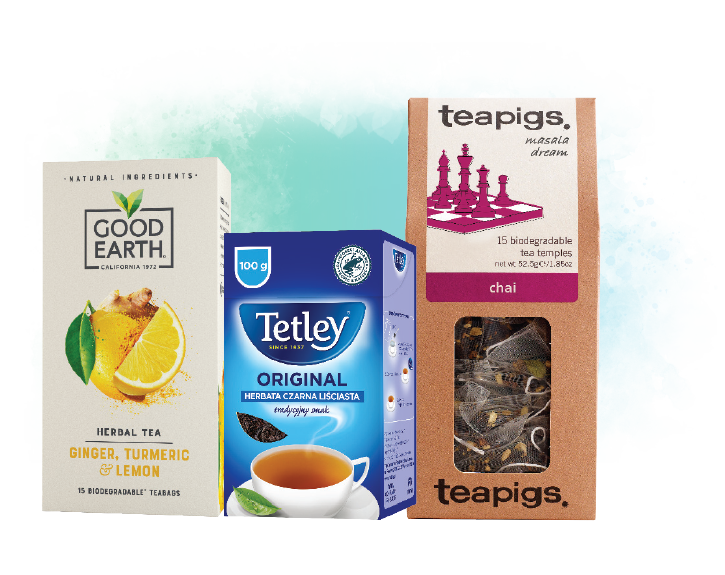 ·NATURAL INGREDIENTS·
GOOD
EARTH®
CALIFORNIA 1972
HERBAL TEA
GINGER, TURMERIC
& LEMON
15 BIODEGRADABLE* TEABAGS
100 g
Tetley
Tetley®
SINCE 1837
ORIGINAL
HERBATA CZARNA LIŚCIASTA
tradycyjny smak
teapigs.
masala
dream
15 biodegradable
tea temples
net wt 52.5g℮/1.85oz
chai
teapigs.